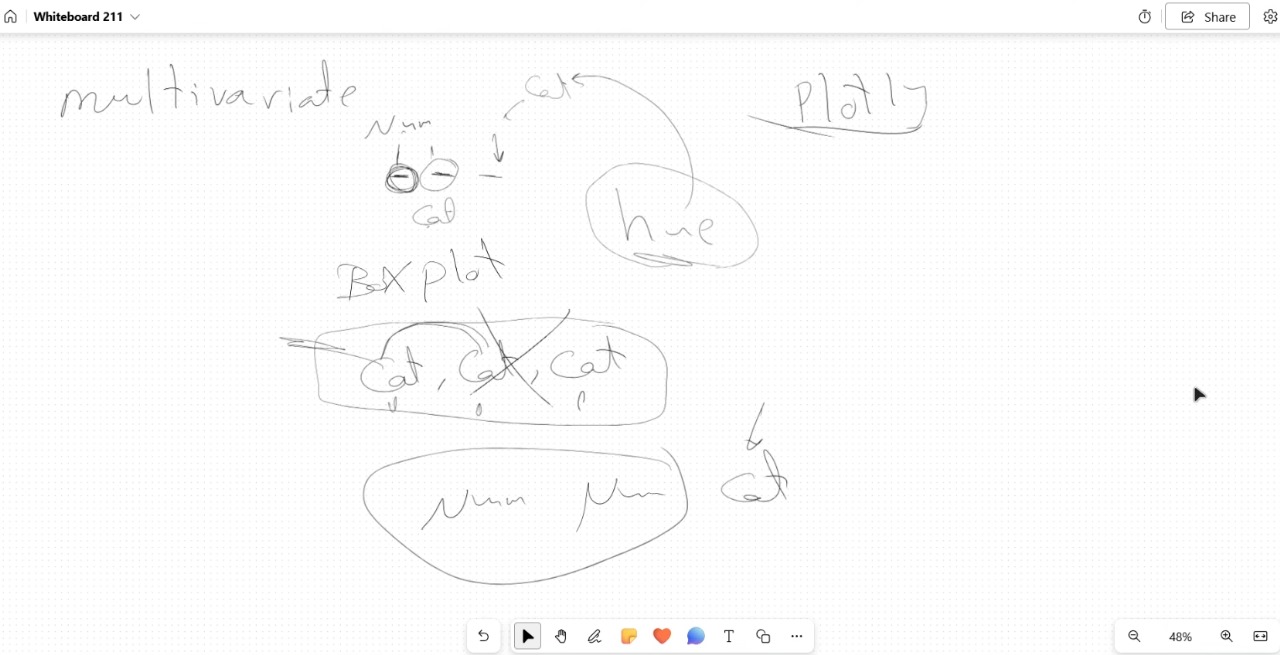 Whiteboard 211
Share
multivariate
Cat
Plotly
Num
Cat
hue
Box plot
Cat, Cat, Cat
Num Num
Cat
T
48%